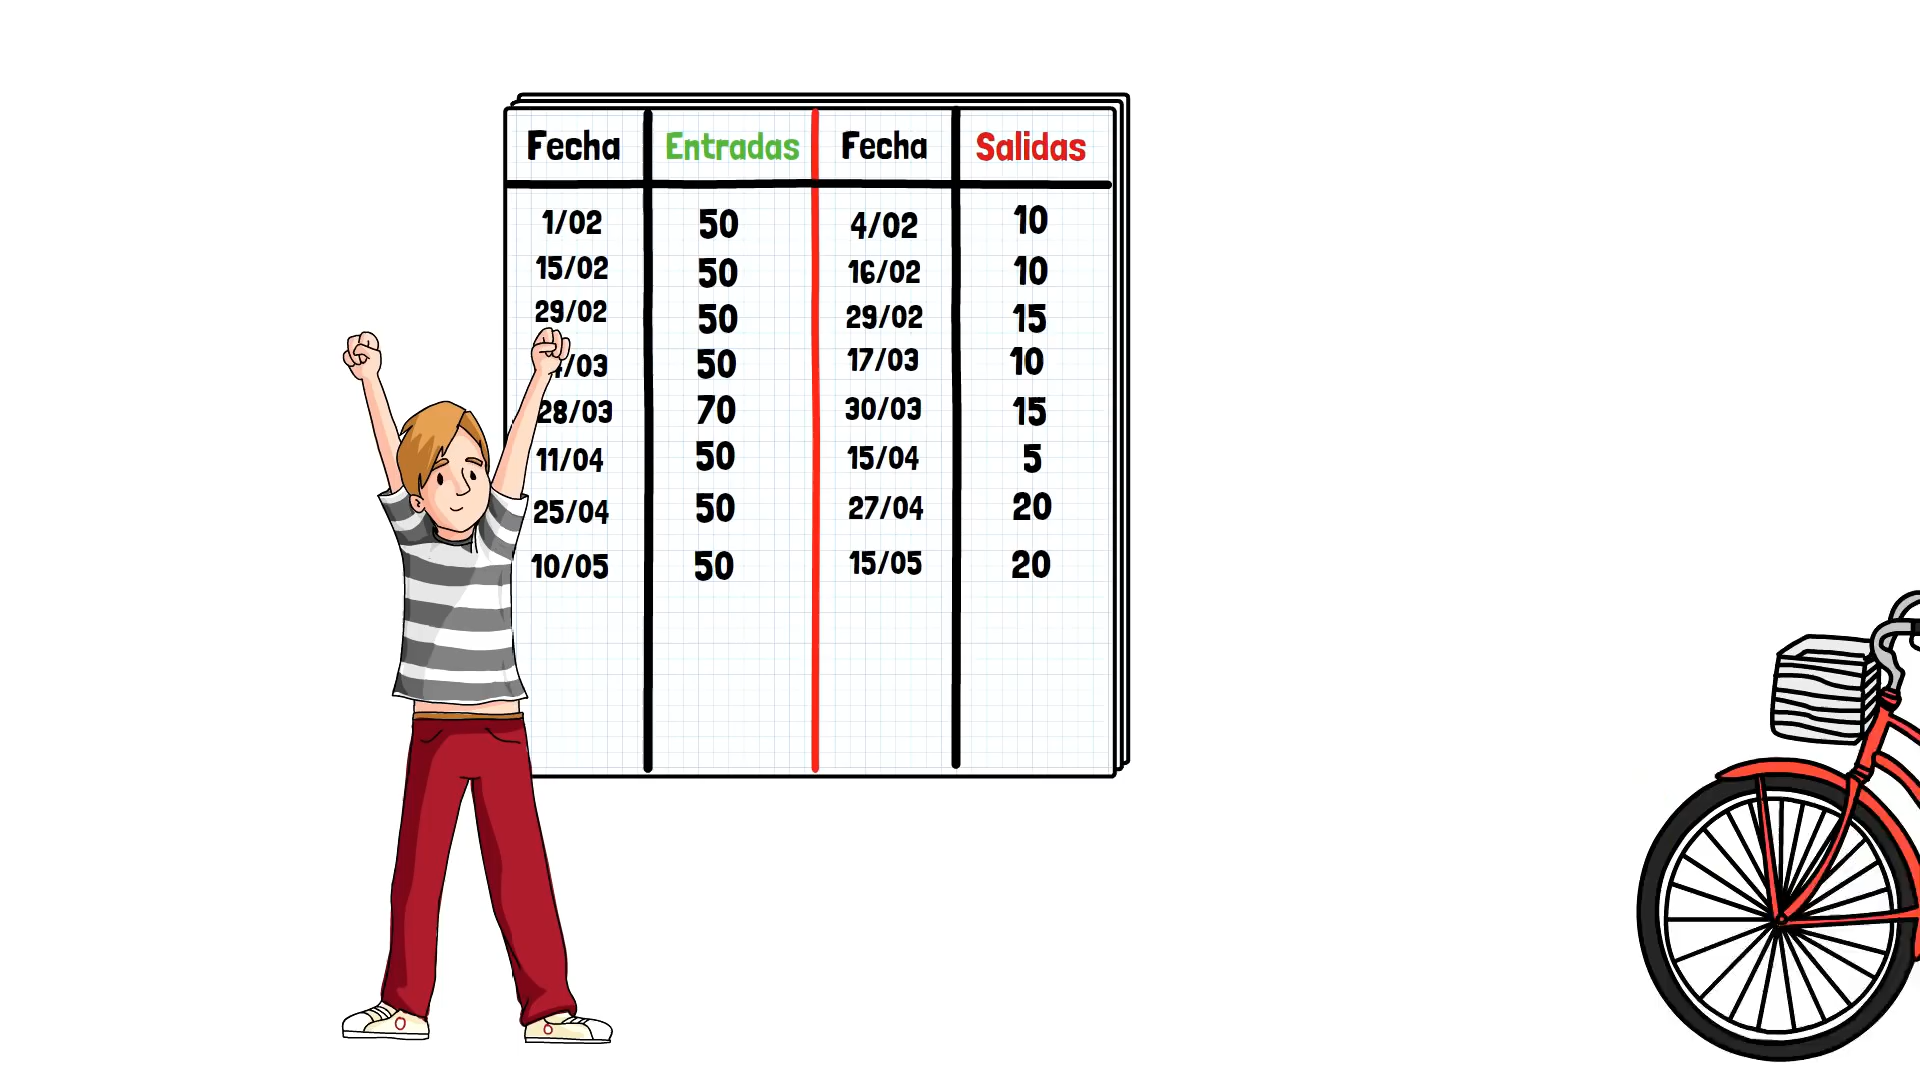 Fecha Entradas Fecha Salidas
1/02 50 4/02 10
15/02 50 16/02 10
29/02 50 29/02 15
/03 50 17/03 10
28/03 70 30/03 15
11/04 50 15/04 5
25/04 50 27/04 20
10/05 50 15/05 20